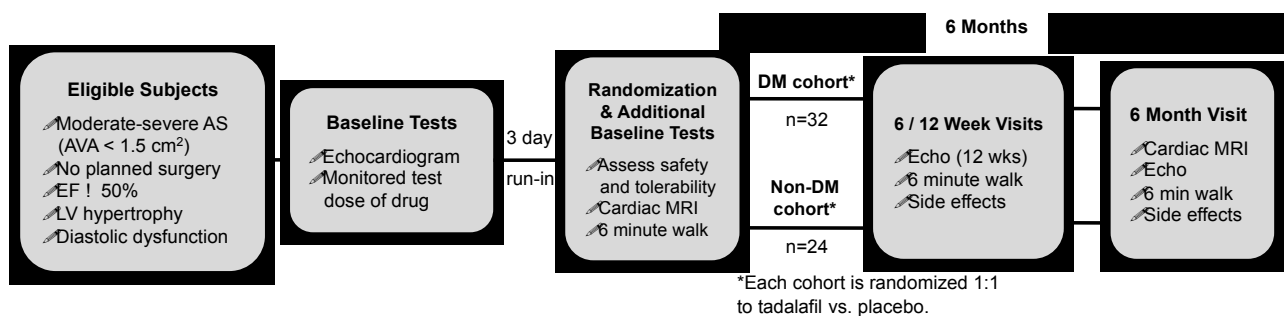 6 Months
Eligible Subjects
Moderate-severe AS
(AVA < 1.5 cm²)
No planned surgery
EF ! 50%
LV hypertrophy
Diastolic dysfunction
Baseline Tests
Echocardiogram
Monitored test
dose of drug
3 day
run-in
Randomization
& Additional
Baseline Tests
Assess safety
and tolerability
Cardiac MRI
6 minute walk
DM cohort*
n=32
Non-DM
cohort*
n=24
6 / 12 Week Visits
Echo (12 wks)
6 minute walk
Side effects
6 Month Visit
Cardiac MRI
Echo
6 min walk
Side effects
*Each cohort is randomized 1:1
to tadalafil vs. placebo.